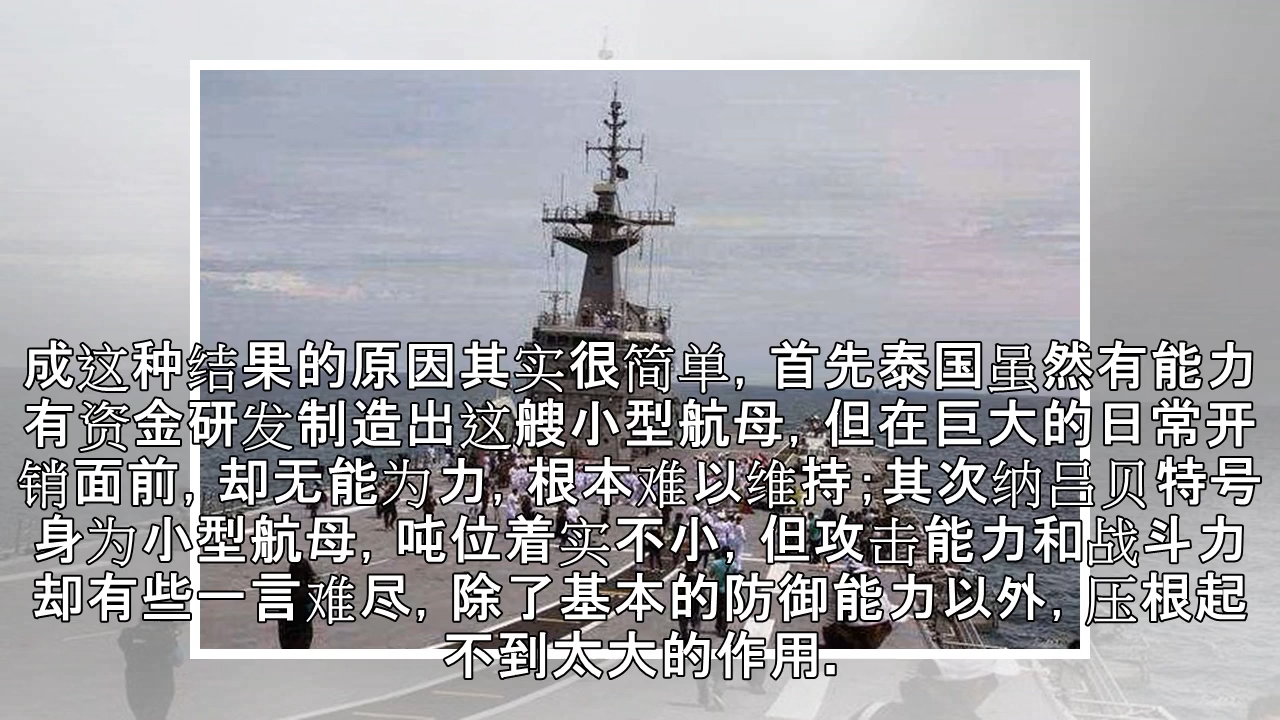 成这种结果的原因其实很简单, 首先泰国虽然有能力
有资金研发制造出这艘小型航母, 但在巨大的日常开
销面前, 却无能为力, 根本难以维持; 其次纳吕贝特号
身为小型航母, 吨位着实不小, 但攻击能力和战斗力
却有些一言难尽, 除了基本的防御能力以外, 压根起
不到太大的作用.